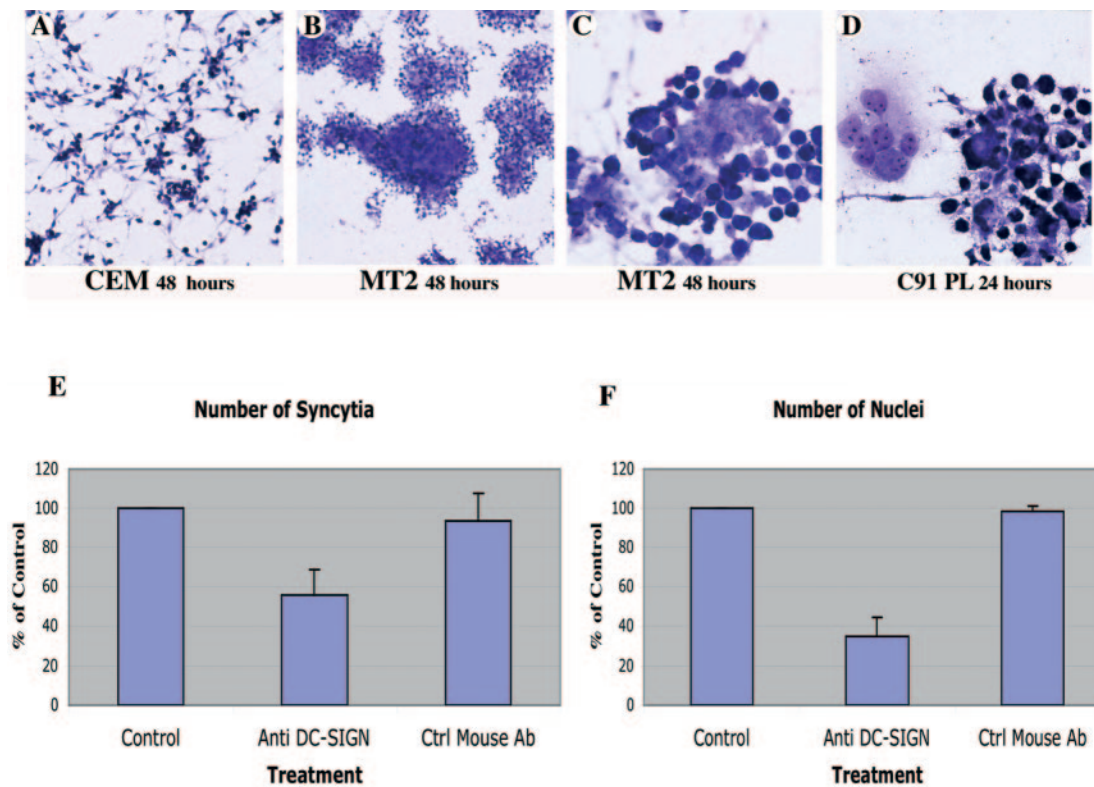 A B C D
CEM 48 hours MT2 48 hours MT2 48 hours C91 PL 24 hours
E
Number of Syncytia
% of Control
120
100
80
60
40
20
0
Control Anti DC-SIGN Ctrl Mouse Ab
Treatment
F
Number of Nuclei
% of Control
120
100
80
60
40
20
0
Control Anti DC-SIGN Ctrl Mouse Ab
Treatment